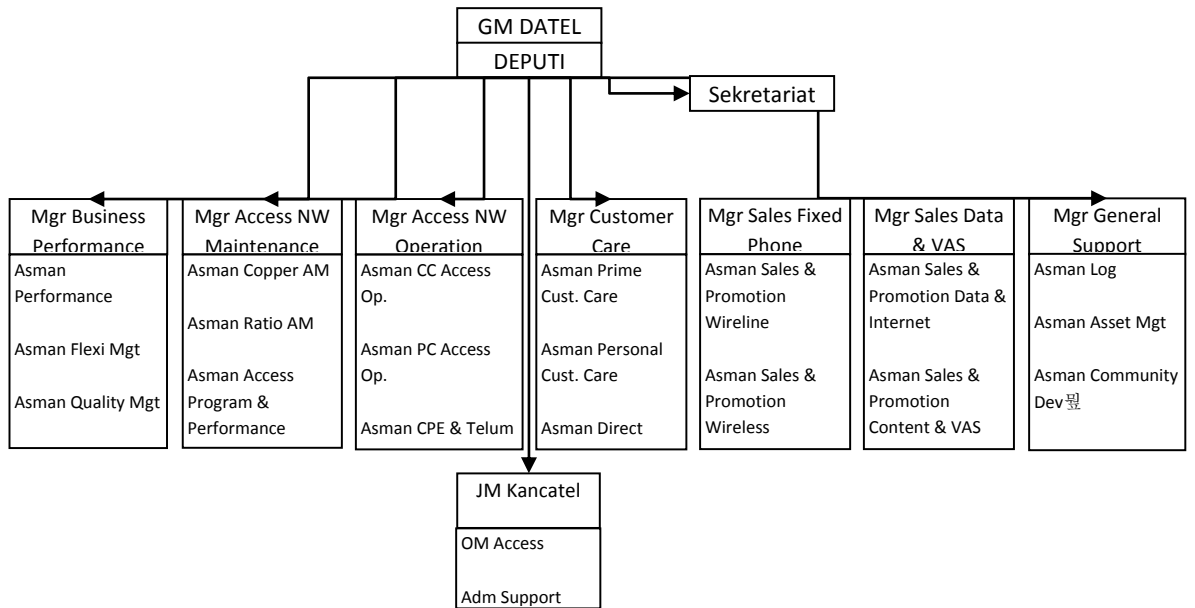 GM DATEL
DEPUTI
Sekretariat
Mgr Business
Performance
Asman
Performance
Asman Flexi Mgt
Asman Quality Mgt
Mgr Access NW
Maintenance
Asman Copper AM
Asman Ratio AM
Asman Access
Program &
Performance
Mgr Access NW
Operation
Asman CC Access
Op.
Asman PC Access
Op.
Asman CPE & Telum
Mgr Customer
Care
Asman Prime
Cust. Care
Asman Personal
Cust. Care
Asman Direct
Mgr Sales Fixed
Phone
Asman Sales &
Promotion
Wireline
Asman Sales &
Promotion
Wireless
Mgr Sales Data
& VAS
Asman Sales &
Promotion Data &
Internet
Asman Sales &
Promotion
Content & VAS
Mgr General
Support
Asman Log
Asman Asset Mgt
Asman Community
Dev묖
JM Kancatel
OM Access
Adm Support